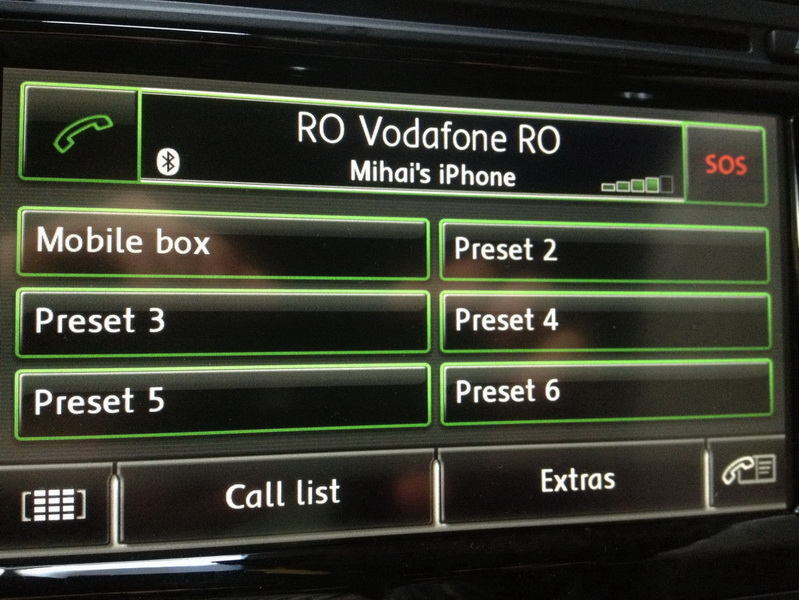 RO Vodafone RO
Mihai's iPhone
SOS
Mobile box
Preset 2
Preset 3
Preset 4
Preset 5
Preset 6
Call list
Extras